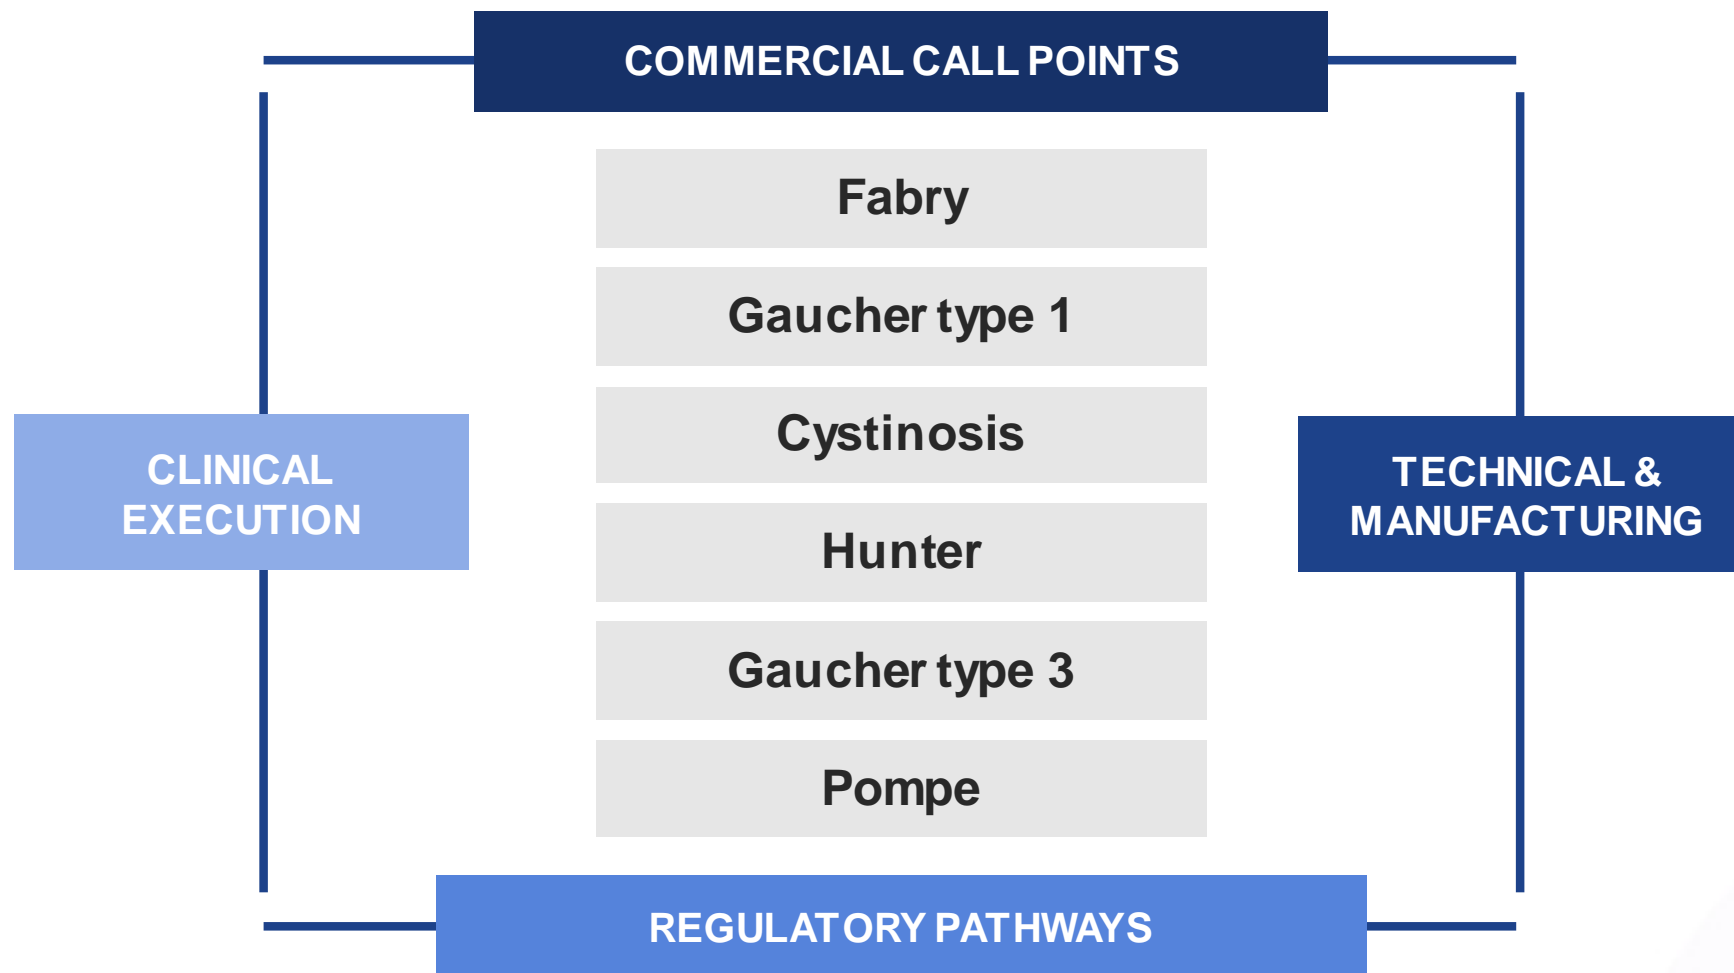 COMMERCIAL CALL POINTS
Fabry
Gaucher type 1
Cystinosis
CLINICAL
EXECUTION
TECHNICAL &
MANUFACTURING
Hunter
Gaucher type 3
Pompe
REGULATORY PATHWAYS